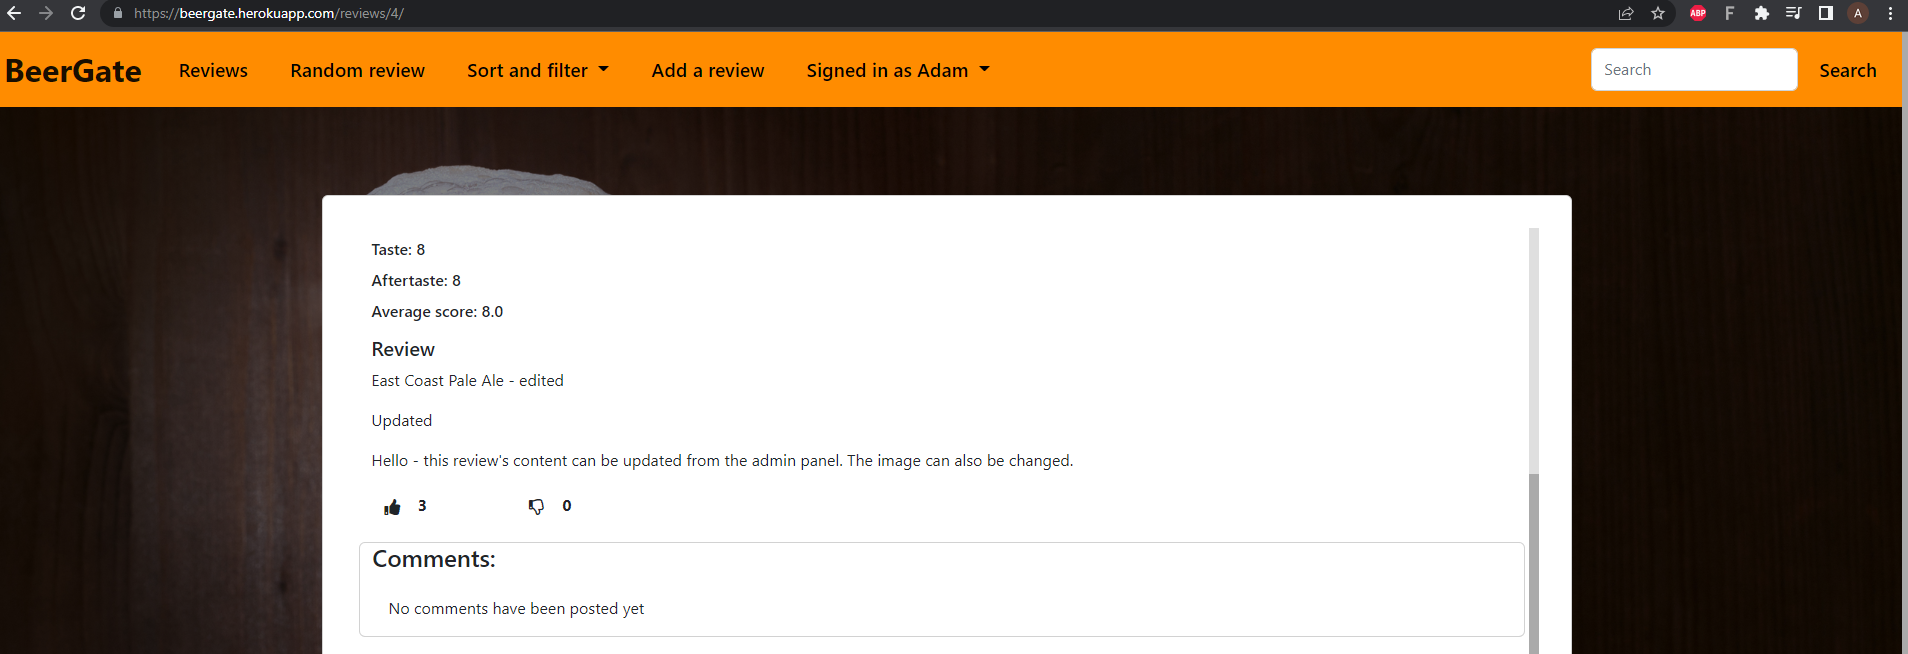 https://beergate.herokuapp.com/reviews/4/
ABP
F
A
BeerGate Reviews Random review Sort and filter Add a review Signed in as Adam Search Search
Taste: 8
Aftertaste: 8
Average score: 8.0
Review
East Coast Pale Ale - edited
Updated
Hello - this review's content can be updated from the admin panel. The image can also be changed.
3 0
Comments:
No comments have been posted yet